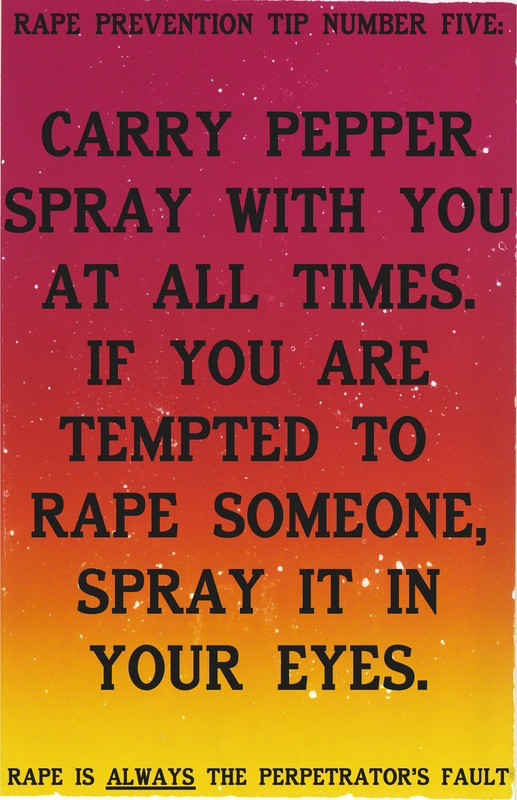 RAPE PREVENTION TIP NUMBER FIVE:
CARRY PEPPER
SPRAY WITH YOU
AT ALL TIMES.
IF YOU ARE
TEMPTED TO
RAPE SOMEONE,
SPRAY IT IN
YOUR EYES.
RAPE IS ALWAYS THE PERPETRATOR'S FAULT